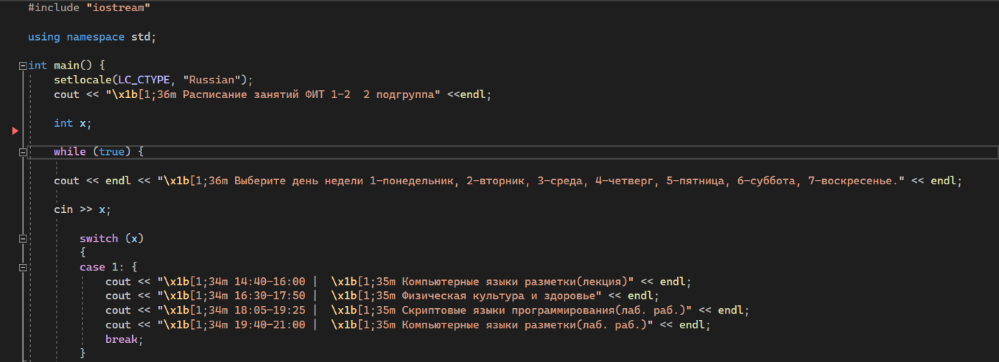 #include "iostream"
using namespace std;
int main() {
setlocale(LC_CTYPE, "Russian");
cout << "\x1b[1;36m Расписание занятий ФИТ 1-2  2 подгруппа" <<endl;
int x;
while (true) {
cout << endl << "\x1b[1;36m Выберите день недели 1-понедельник, 2-вторник, 3-среда, 4-четверг, 5-пятница, 6-суббота, 7-воскресенье." << endl;
cin >> x;
switch (x)
{
case 1: {
cout << "\x1b[1;34m 14:40-16:00 |  \x1b[1;35m Компьютерные языки разметки(лекция)" << endl;
cout << "\x1b[1;34m 16:30-17:50 |  \x1b[1;35m Физическая культура и здоровье" << endl;
cout << "\x1b[1;34m 18:05-19:25 |  \x1b[1;35m Скриптовые языки программирования(лаб. раб.)" << endl;
cout << "\x1b[1;34m 19:40-21:00 |  \x1b[1;35m Компьютерные языки разметки(лаб. раб.)" << endl;
break;
}